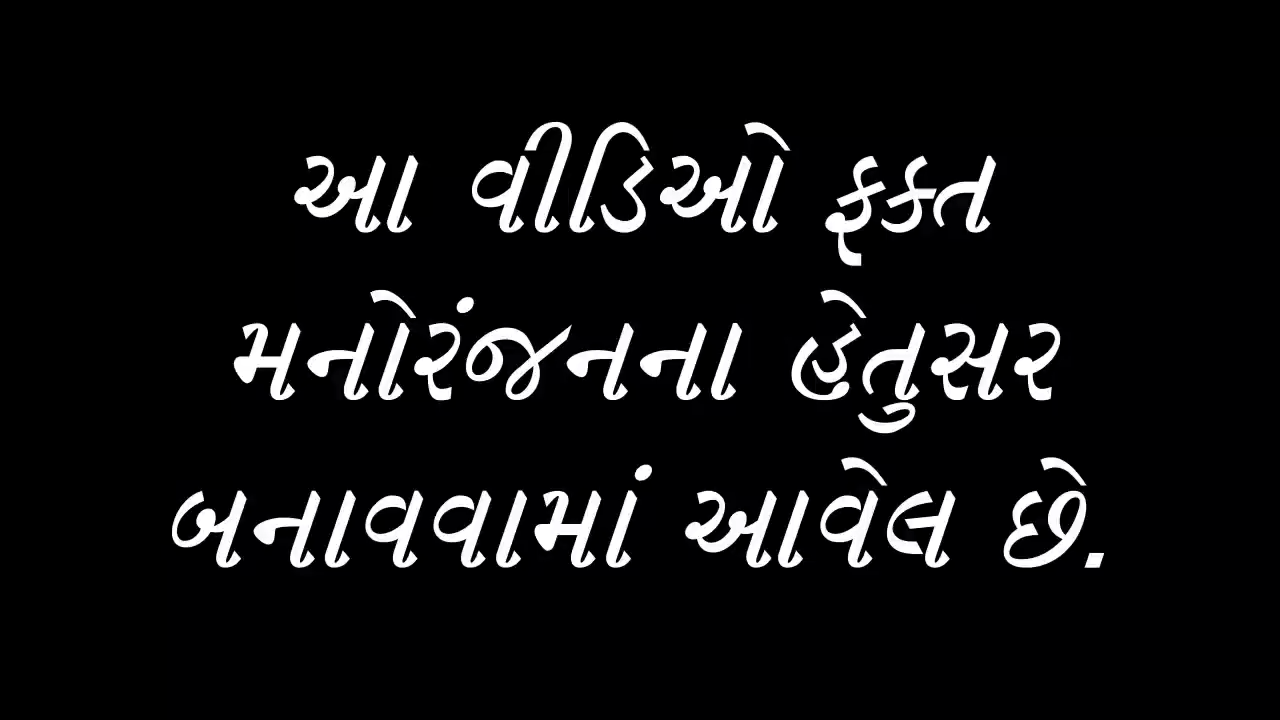 આ વીડિઓ ફક્ત
મનોરંજનના હેતુસર
બનાવવામાં આવેલ છે.